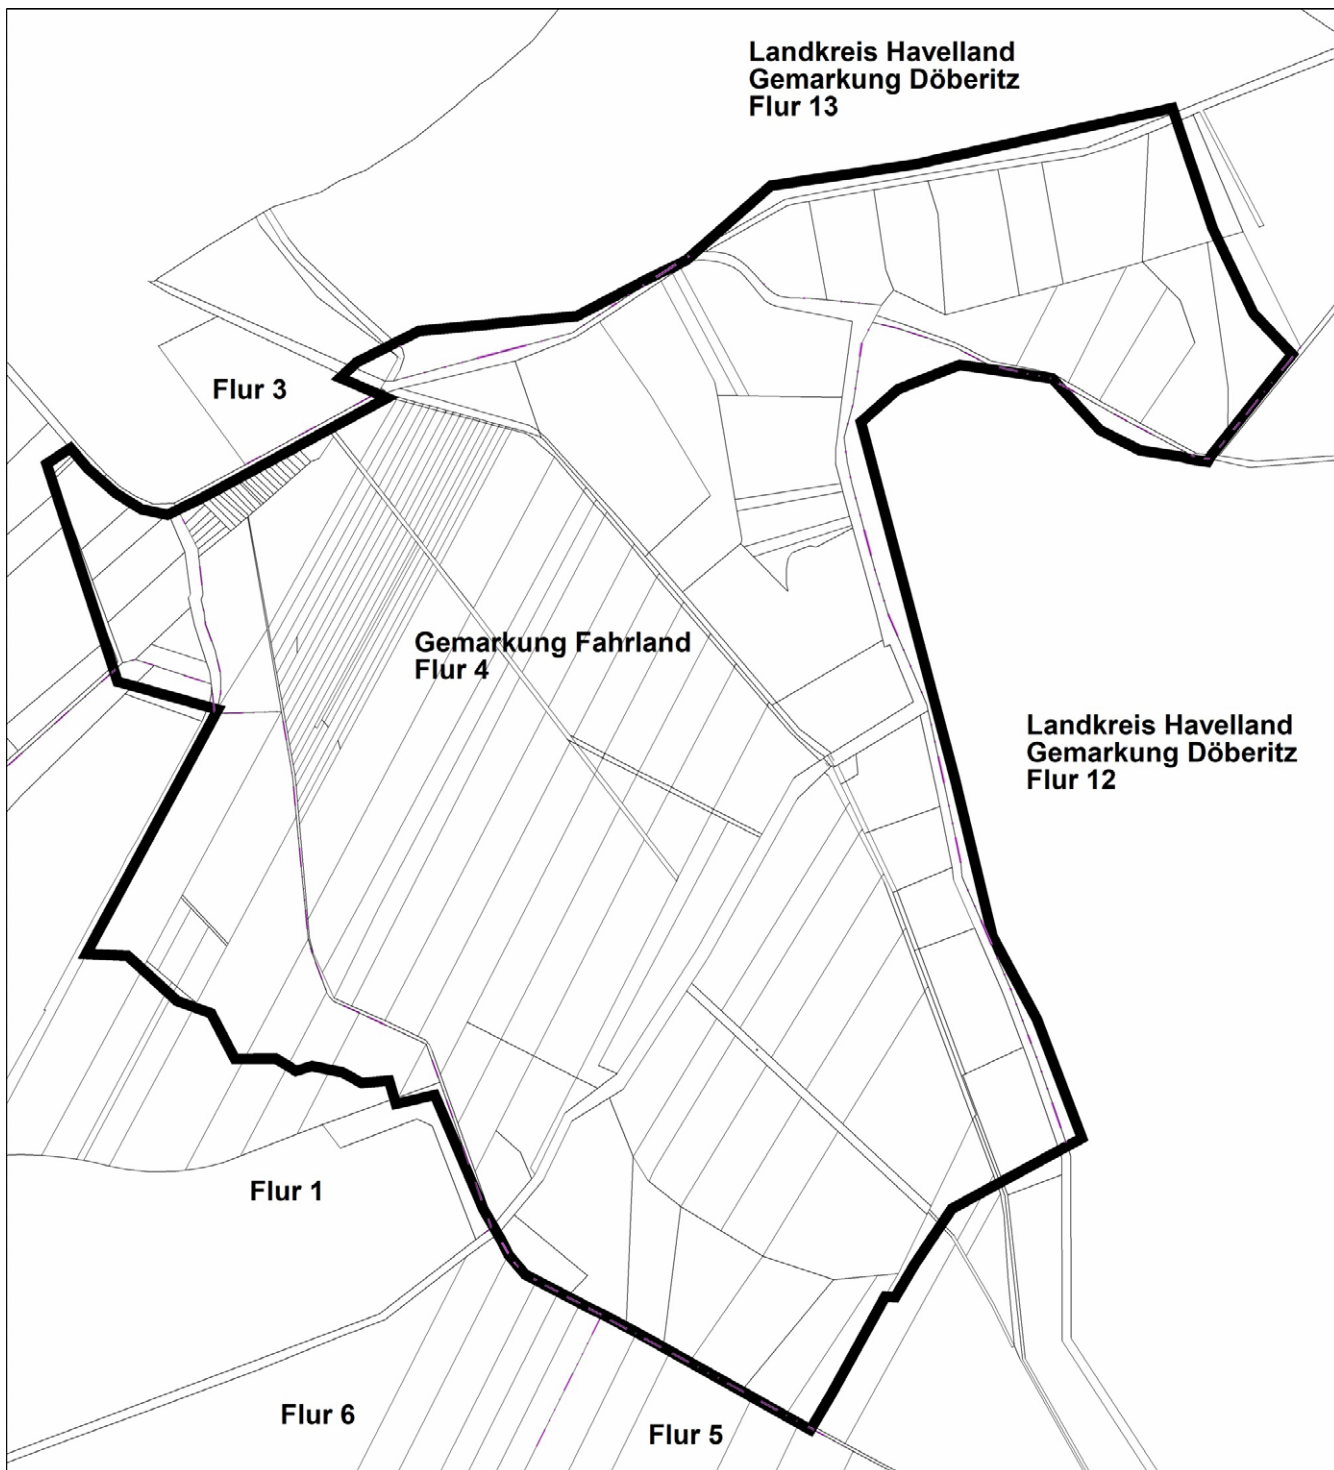 Landkreis Havelland
Gemarkung Döberitz
Flur 13
Flur 3
Gemarkung Fahrland
Flur 4
Landkreis Havelland
Gemarkung Döberitz
Flur 12
Flur 1
Flur 6
Flur 5